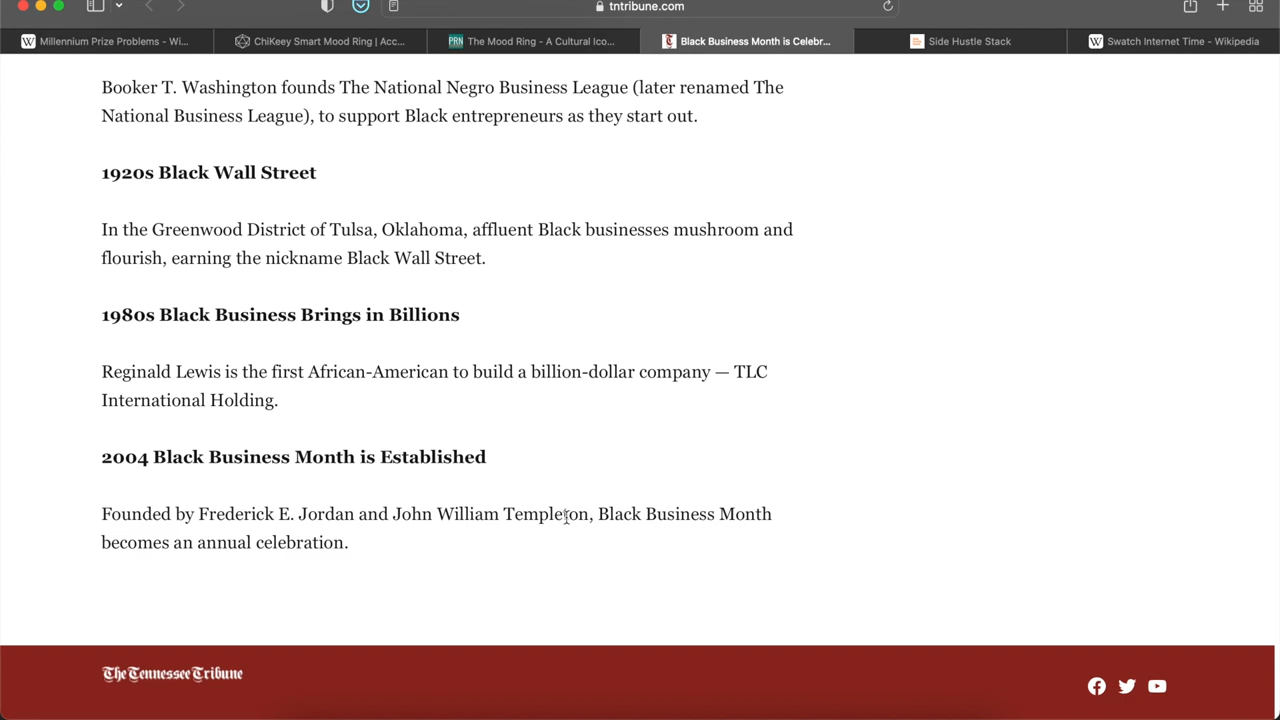 tntribune.com
Millennium Prize Problems - Wi...
ChiKeey Smart Mood Ring | Acc...
PRN
The Mood Ring - A Cultural Ico...
Black Business Month is Celebr...
Side Hustle Stack
W
Swatch Internet Time - Wikipedia
Booker T. Washington founds The National Negro Business League (later renamed The
National Business League), to support Black entrepreneurs as they start out.
1920s Black Wall Street
In the Greenwood District of Tulsa, Oklahoma, affluent Black businesses mushroom and
flourish, earning the nickname Black Wall Street.
1980s Black Business Brings in Billions
Reginald Lewis is the first African-American to build a billion-dollar company — TLC
International Holding.
2004 Black Business Month is Established
Founded by Frederick E. Jordan and John William Templeton, Black Business Month
becomes an annual celebration.
The Tennessee Tribune